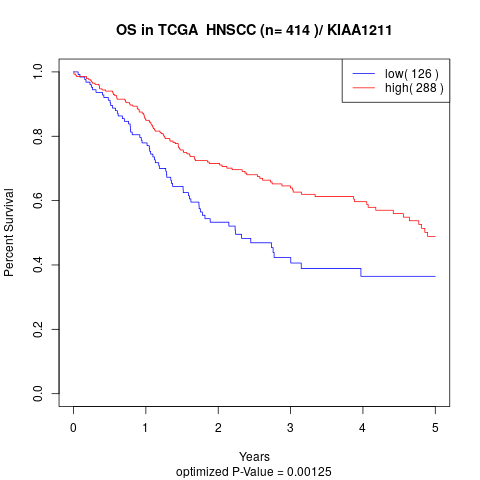 OS in TCGA  HNSCC (n= 414 )/ KIAA1211
low( 126 )
high( 288 )
Percent Survival
1.0
0.8
0.6
0.4
0.2
0.0
0 1 2 3 4 5
Years
optimized P-Value = 0.00125